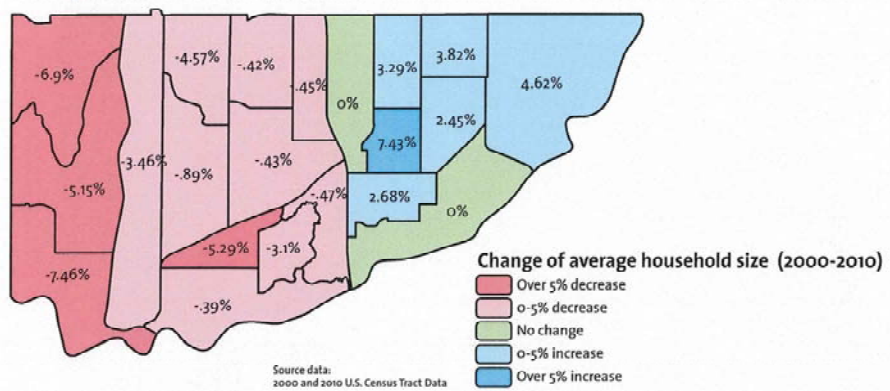 -6.9%
-4.57%
-.42%
-.45%
0%
3.29%
3.82%
4.62%
7.43%
2.45%
-3.46%
-.89%
-.43%
-5.15%
-.47%
2.68%
0%
-5.29%
-3.1%
-7.46%
-.39%
Change of average household size (2000-2010)
Over 5% decrease
0-5% decrease
No change
0-5% increase
Over 5% increase
Source data:
2000 and 2010 U.S. Census Tract Data